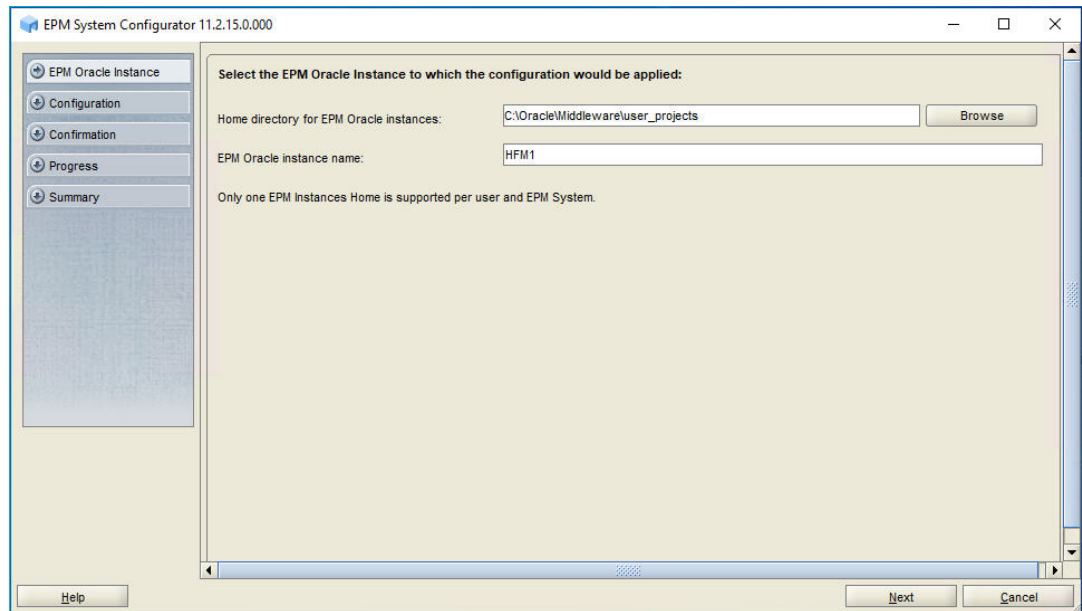 EPM System Configurator 11.2.15.0.000
EPM Oracle Instance
Configuration
Confirmation
Progress
Summary
Select the EPM Oracle Instance to which the configuration would be applied:
Home directory for EPM Oracle instances:
C:\Oracle\Middleware\user_projects
Browse
EPM Oracle instance name:
HFM1
Only one EPM Instances Home is supported per user and EPM System.
Help
Next
Cancel